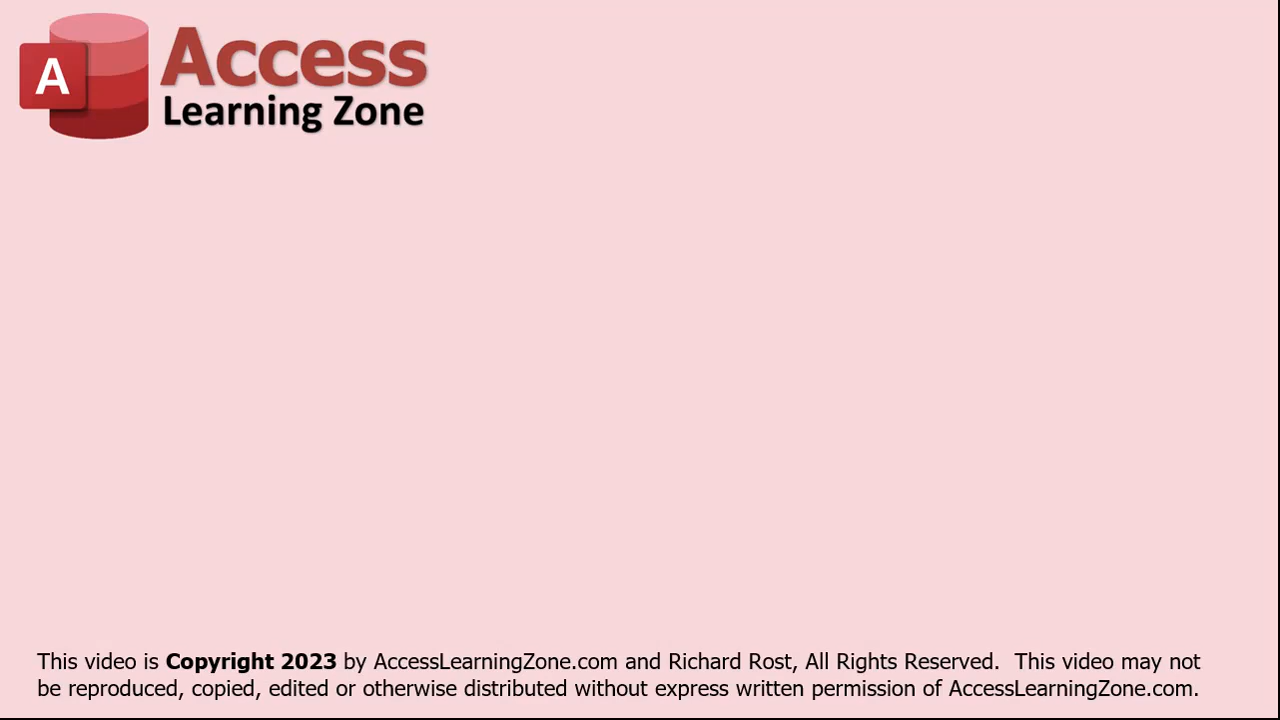 A
Access
Learning Zone
This video is Copyright 2023 by AccessLearningZone.com and Richard Rost, All Rights Reserved.  This video may not
be reproduced, copied, edited or otherwise distributed without express written permission of AccessLearningZone.com.